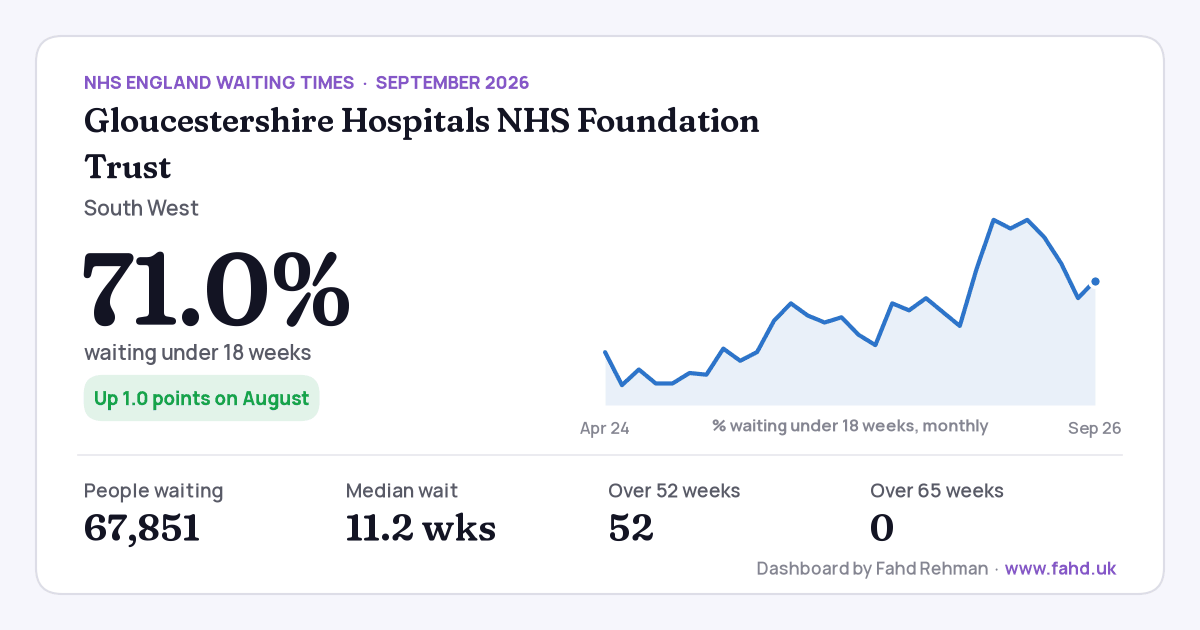 NHS ENGLAND WAITING TIMES · SEPTEMBER 2026
Gloucestershire Hospitals NHS Foundation
Trust
South West
71.0%
waiting under 18 weeks
Up 1.0 points on August
Apr 24
% waiting under 18 weeks, monthly
Sep 26
People waiting
67,851
Median wait
11.2 wks
Over 52 weeks
52
Over 65 weeks
0
Dashboard by Fahd Rehman · www.fahd.uk